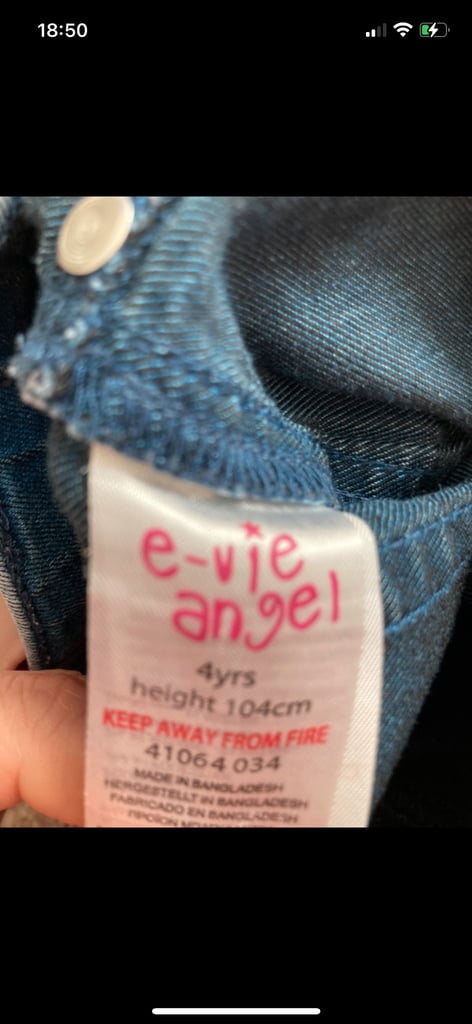 18:50
e-vie
angel
4yrs
height 104cm
KEEP AWAY FROM FIRE
41064 034
MADE IN BANGLADESH
HERGESTELLT IN BANGLADESH
FABRICADO EN BANGLADESH